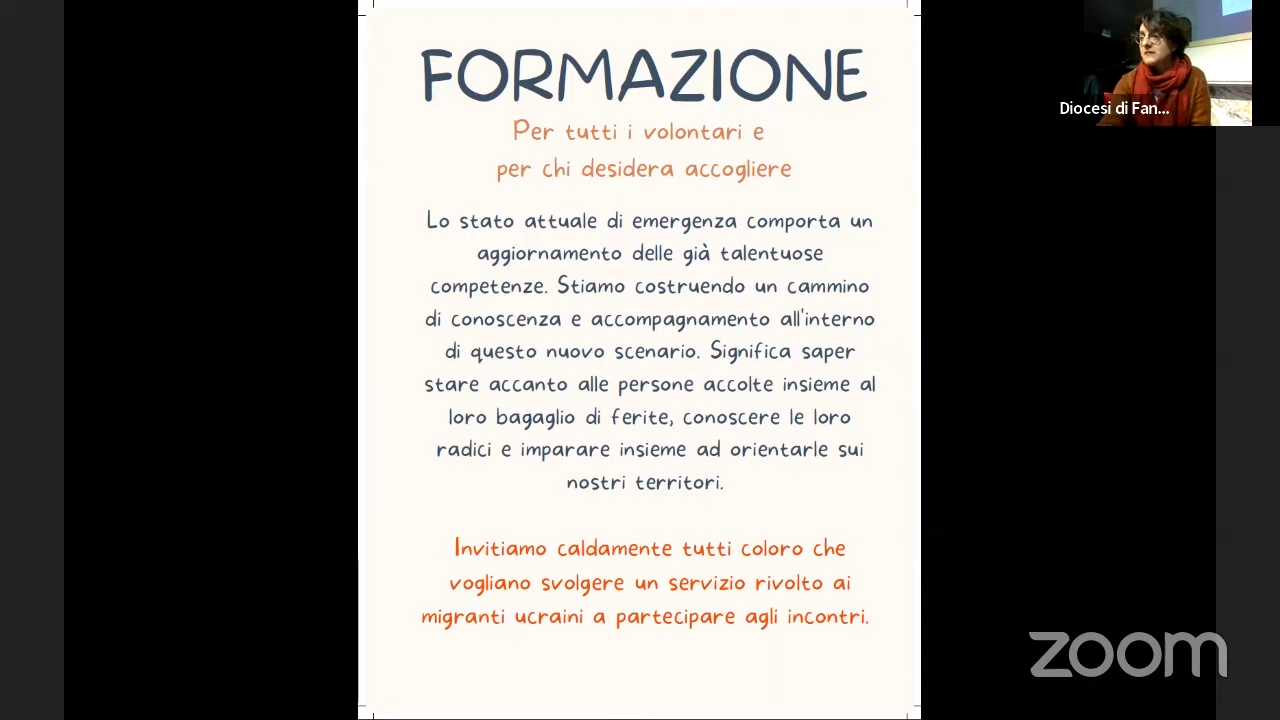 FORMAZIONE
Per tutti i volontari e
per chi desidera accogliere
Lo stato attuale di emergenza comporta un
aggiornamento delle già talentuose
competenze. Stiamo costruendo un cammino
di conoscenza e accompagnamento all'interno
di questo nuovo scenario. Significa saper
stare accanto alle persone accolte insieme al
loro bagaglio di ferite, conoscere le loro
radici e imparare insieme ad orientarle sui
nostri territori.
Invitiamo caldamente tutti coloro che
vogliano svolgere un servizio rivolto ai
migranti ucraini a partecipare agli incontri.
Diocesi di Fan...
zoom